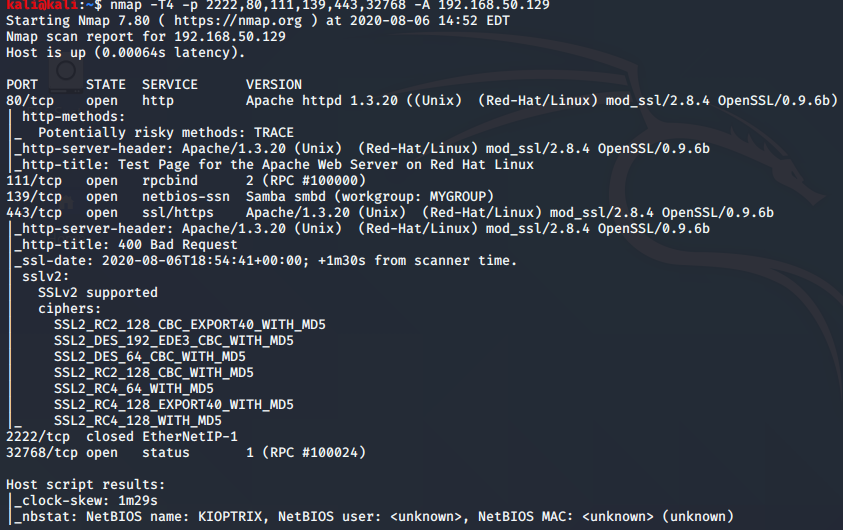 kali@kali:~$ nmap -T4 -p 2222,80,111,139,443,32768 -A 192.168.50.129
Starting Nmap 7.80 ( https://nmap.org ) at 2020-08-06 14:52 EDT
Nmap scan report for 192.168.50.129
Host is up (0.00064s latency).
PORT      STATE  SERVICE     VERSION
80/tcp    open   http        Apache httpd 1.3.20 ((Unix)  (Red-Hat/Linux) mod_ssl/2.8.4 OpenSSL/0.9.6b)
| http-methods:
|_  Potentially risky methods: TRACE
|_http-server-header: Apache/1.3.20 (Unix)  (Red-Hat/Linux) mod_ssl/2.8.4 OpenSSL/0.9.6b
|_http-title: Test Page for the Apache Web Server on Red Hat Linux
111/tcp   open   rpcbind     2 (RPC #100000)
139/tcp   open   netbios-ssn Samba smbd (workgroup: MYGROUP)
443/tcp   open   ssl/https   Apache/1.3.20 (Unix)  (Red-Hat/Linux) mod_ssl/2.8.4 OpenSSL/0.9.6b
|_http-server-header: Apache/1.3.20 (Unix)  (Red-Hat/Linux) mod_ssl/2.8.4 OpenSSL/0.9.6b
|_http-title: 400 Bad Request
|_ssl-date: 2020-08-06T18:54:41+00:00; +1m30s from scanner time.
| sslv2:
|   SSLv2 supported
|   ciphers:
|     SSL2_RC2_128_CBC_EXPORT40_WITH_MD5
|     SSL2_DES_192_EDE3_CBC_WITH_MD5
|     SSL2_DES_64_CBC_WITH_MD5
|     SSL2_RC2_128_CBC_WITH_MD5
|     SSL2_RC4_64_WITH_MD5
|     SSL2_RC4_128_EXPORT40_WITH_MD5
|_    SSL2_RC4_128_WITH_MD5
2222/tcp  closed EtherNetIP-1
32768/tcp open   status      1 (RPC #100024)
Host script results:
|_clock-skew: 1m29s
|_nbstat: NetBIOS name: KIOPTRIX, NetBIOS user: <unknown>, NetBIOS MAC: <unknown> (unknown)